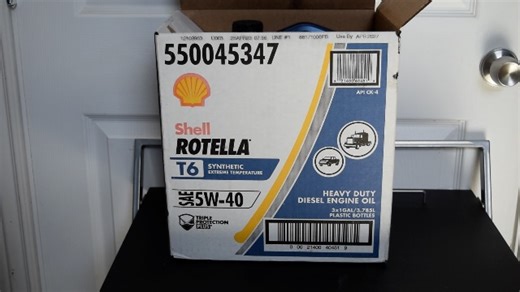 550045347
API CK-4
Shell
ROTELLA®
T6 SYNTHETIC
EXTREME TEMPERATURE
SAE 5W-40
TRIPLE
PROTECTION
PLUS
HEAVY DUTY
DIESEL ENGINE OIL
3x1GAL/3.785L
PLASTIC BOTTLES